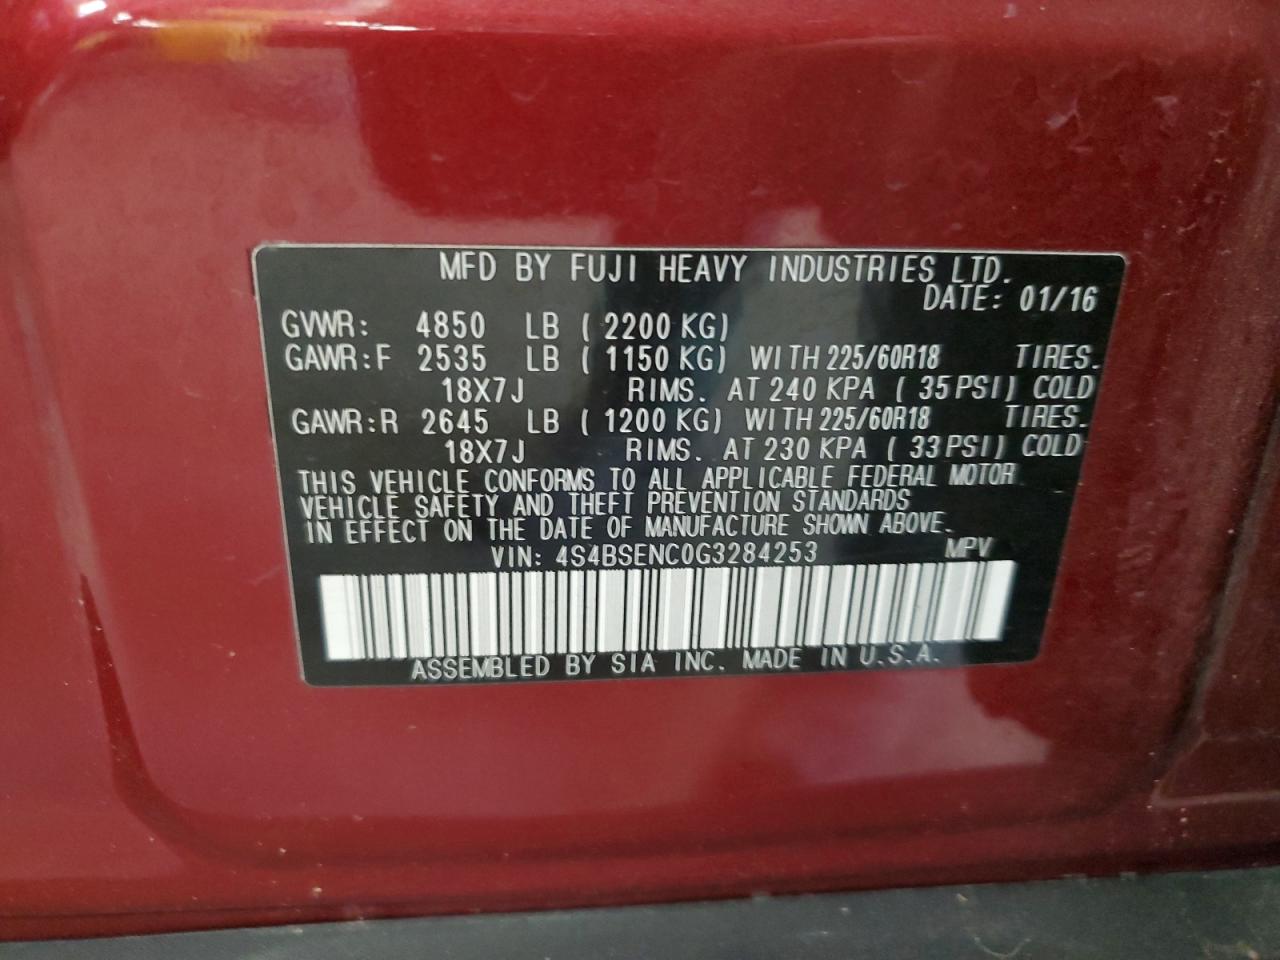 MFD BY FUJI HEAVY INDUSTRIES LTD.
DATE: 01/16
GVWR: 4850 LB ( 2200 KG)
GAWR:F 2535 LB ( 1150 KG) WITH 225/60R18 TIRES.
18X7J RIMS. AT 240 KPA ( 35 PSI) COLD
GAWR:R 2645 LB ( 1200 KG) WITH 225/60R18 TIRES.
18X7J RIMS. AT 230 KPA ( 33 PSI) COLD
THIS VEHICLE CONFORMS TO ALL APPLICABLE FEDERAL MOTOR
VEHICLE SAFETY AND THEFT PREVENTION STANDARDS
IN EFFECT ON THE DATE OF MANUFACTURE SHOWN ABOVE.
VIN: 4S4BSENC0G3284253 MPV
ASSEMBLED BY SIA INC. MADE IN U.S.A.